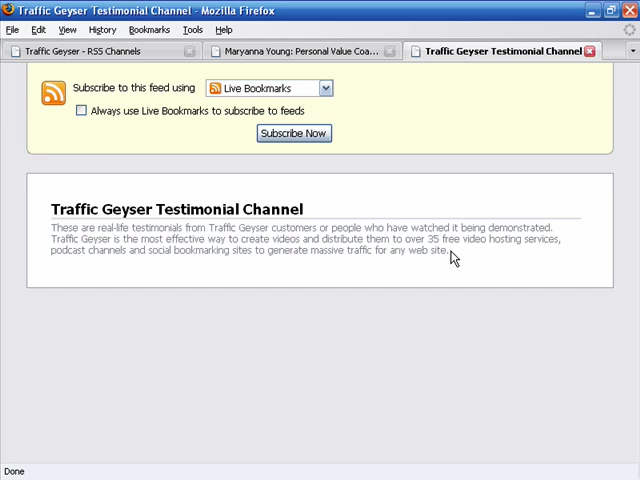 Traffic Geyser Testimonial Channel - Mozilla Firefox
File Edit View History Bookmarks Tools Help
Traffic Geyser - RSS Channels Maryanna Young: Personal Value Coa... Traffic Geyser Testimonial Channel
Subscribe to this feed using Live Bookmarks
Always use Live Bookmarks to subscribe to feeds
Subscribe Now
Traffic Geyser Testimonial Channel
These are real-life testimonials from Traffic Geyser customers or people who have watched it being demonstrated.
Traffic Geyser is the most effective way to create videos and distribute them to over 35 free video hosting services,
podcast channels and social bookmarking sites to generate massive traffic for any web site.
Done